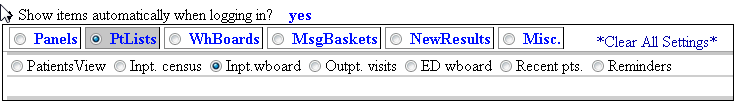 Show items automatically when logging in? yes
Panels PtLists WhBoards MsgBaskets NewResults Misc. *Clear All Settings*
PatientsView Inpt. census Inpt.wboard Outpt. visits ED wboard Recent pts. Reminders